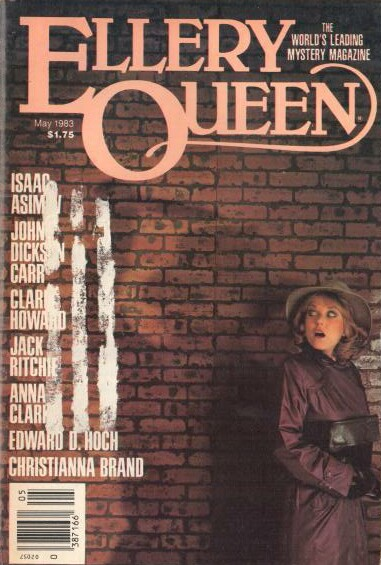 ELLERY
QUEEN
THE
WORLD'S LEADING
MYSTERY MAGAZINE
May 1983
$1.75
ISAAC
ASIMOV
JOHN
DICKSON
CARR
CLARK
HOWARD
JACK
RITCHIE
ANNA
CLARKE
EDWARD D. HOCH
CHRISTIANNA BRAND
05
387166
0